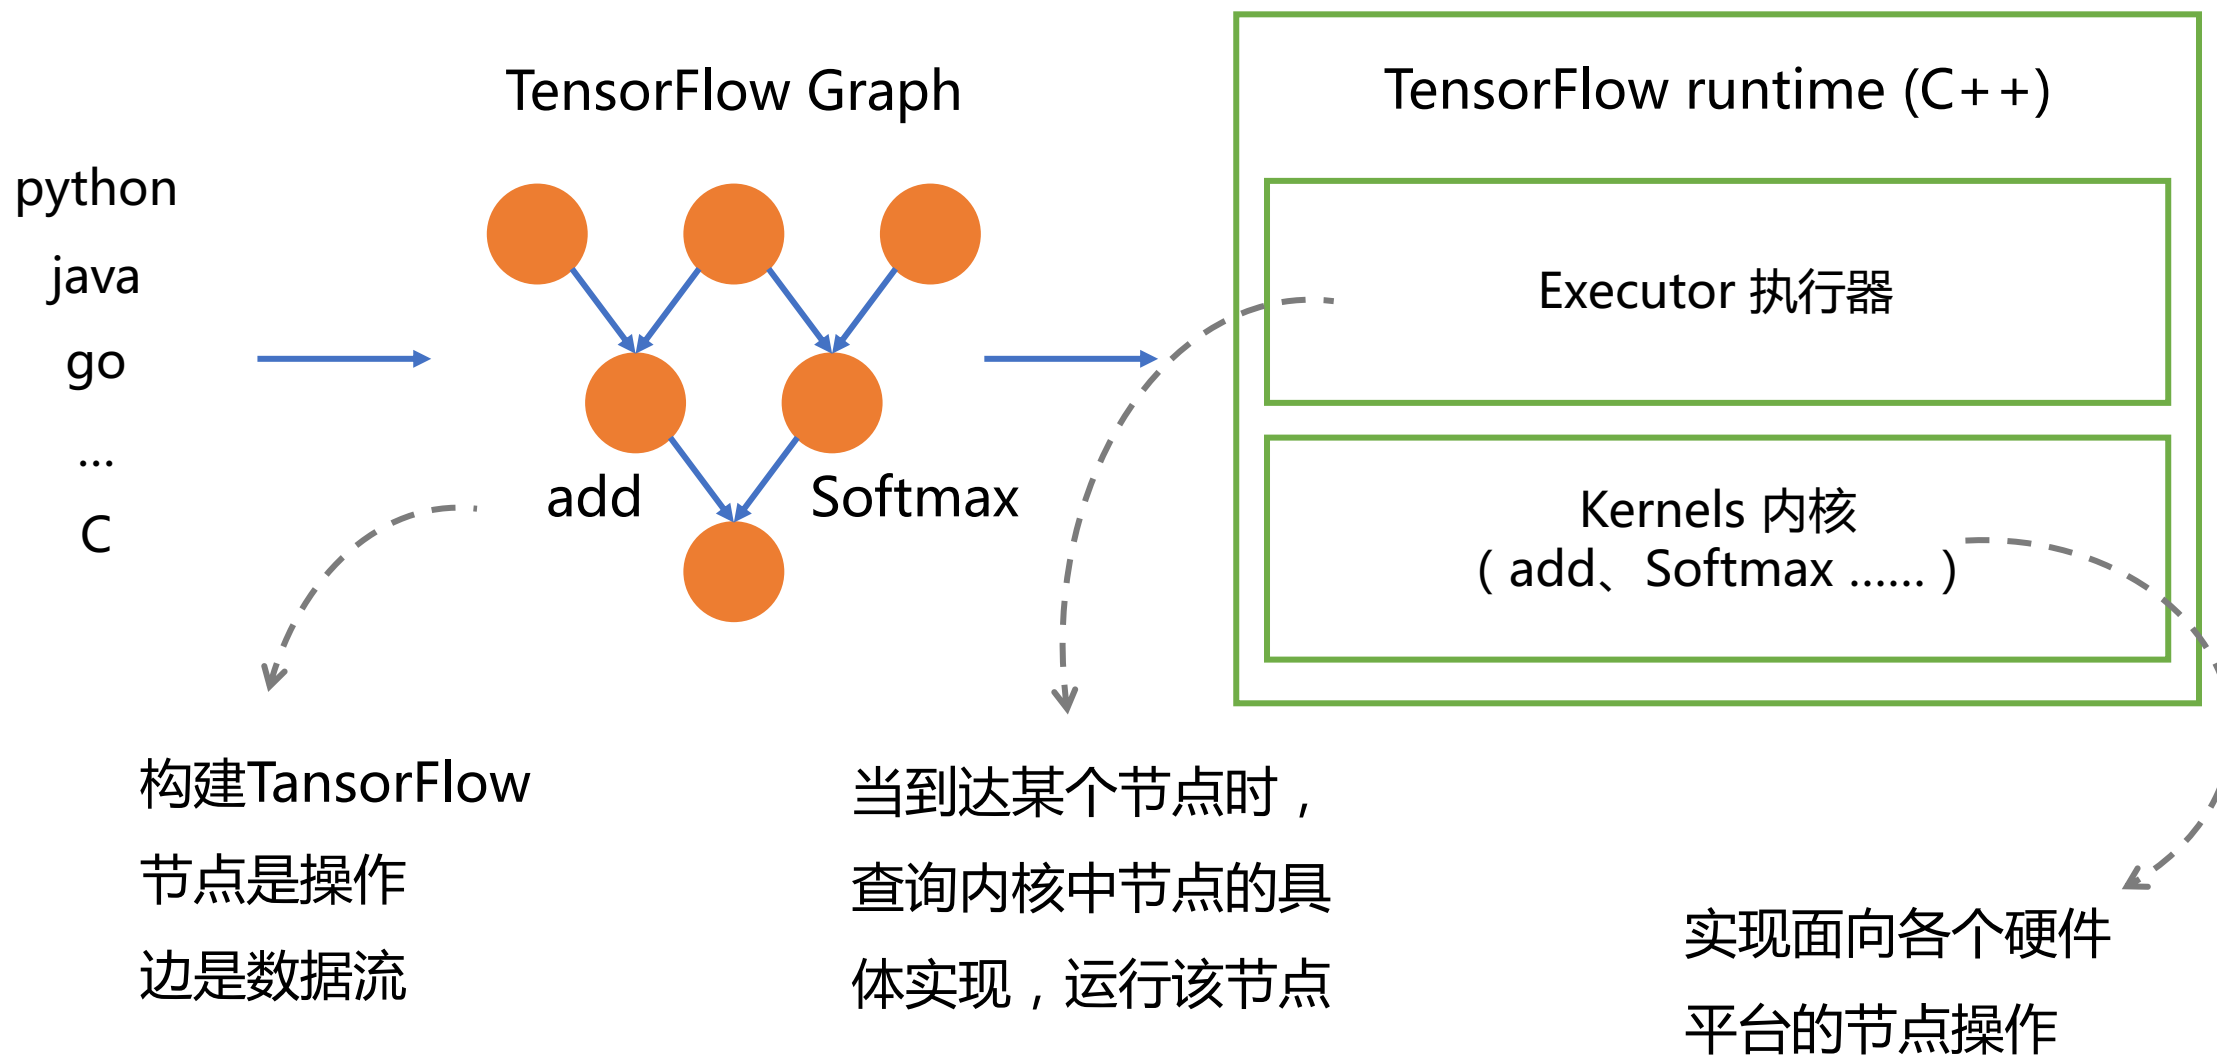 TensorFlow Graph
TensorFlow runtime (C++)
python
java
go
...
C
add
Softmax
Executor 执行器
Kernels 内核
（add、Softmax ……）
构建TansorFlow
节点是操作
边是数据流
当到达某个节点时，
查询内核中节点的具
体实现，运行该节点
实现面向各个硬件
平台的节点操作